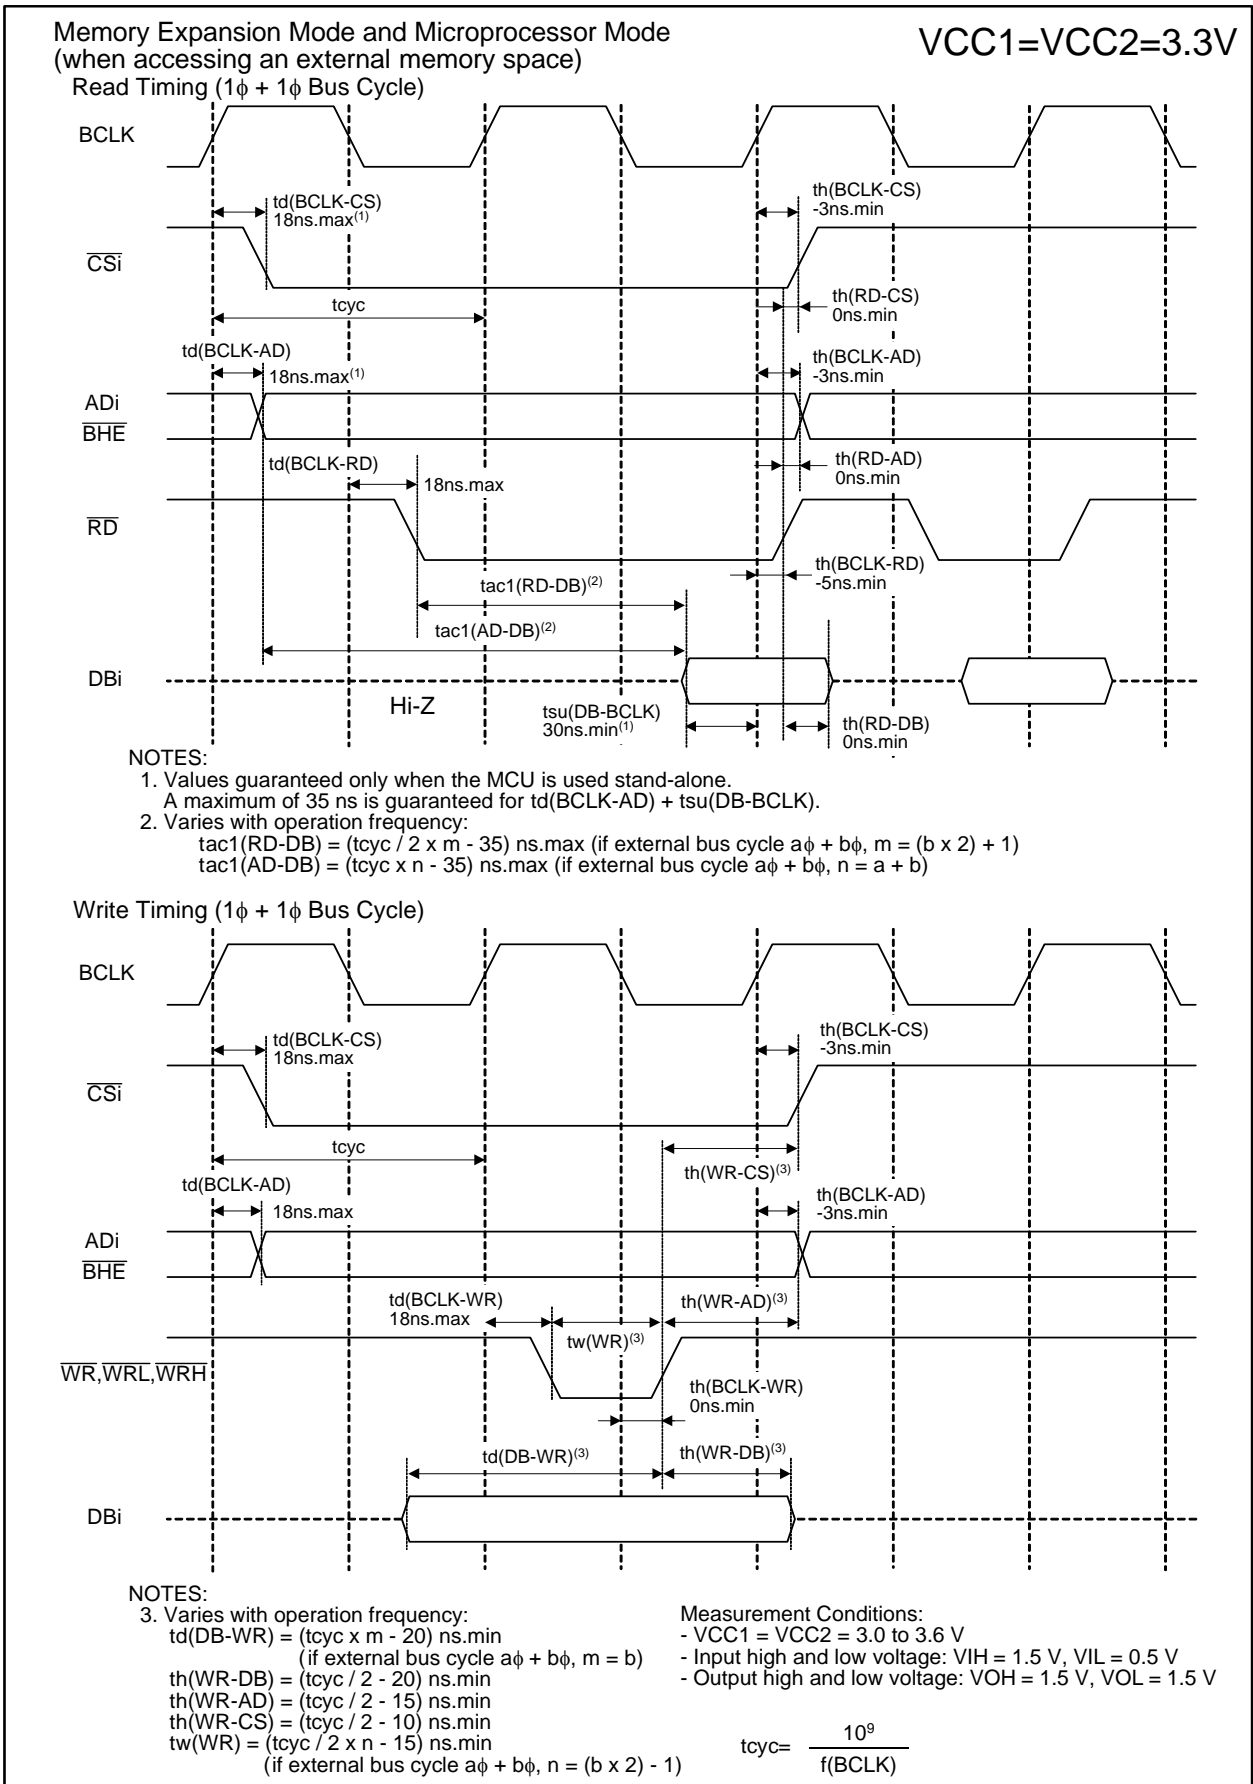 Memory Expansion Mode and Microprocessor Mode
(when accessing an external memory space)
VCC1=VCC2=3.3V
Read Timing (1ϕ + 1ϕ Bus Cycle)
BCLK
td(BCLK-CS)
18ns.max(1)
th(BCLK-CS)
-3ns.min
CSi
tcyc
th(RD-CS)
0ns.min
td(BCLK-AD)
18ns.max(1)
th(BCLK-AD)
-3ns.min
ADi
BHE
td(BCLK-RD)
18ns.max
th(RD-AD)
0ns.min
RD
th(BCLK-RD)
-5ns.min
tac1(RD-DB)(2)
tac1(AD-DB)(2)
DBi
Hi-Z
tsu(DB-BCLK)
30ns.min(1)
th(RD-DB)
0ns.min
NOTES:
1. Values guaranteed only when the MCU is used stand-alone.
A maximum of 35 ns is guaranteed for td(BCLK-AD) + tsu(DB-BCLK).
2. Varies with operation frequency:
tac1(RD-DB) = (tcyc / 2 x m - 35) ns.max (if external bus cycle aϕ + bϕ, m = (b x 2) + 1)
tac1(AD-DB) = (tcyc x n - 35) ns.max (if external bus cycle aϕ + bϕ, n = a + b)
Write Timing (1ϕ + 1ϕ Bus Cycle)
BCLK
td(BCLK-CS)
18ns.max
th(BCLK-CS)
-3ns.min
CSi
tcyc
th(WR-CS)(3)
td(BCLK-AD)
18ns.max
th(BCLK-AD)
-3ns.min
ADi
BHE
td(BCLK-WR)
18ns.max
th(WR-AD)(3)
tw(WR)(3)
WR,WRL,WRH
th(BCLK-WR)
0ns.min
td(DB-WR)(3)
th(WR-DB)(3)
DBi
NOTES:
3. Varies with operation frequency:
td(DB-WR) = (tcyc x m - 20) ns.min
(if external bus cycle aϕ + bϕ, m = b)
th(WR-DB) = (tcyc / 2 - 20) ns.min
th(WR-AD) = (tcyc / 2 - 15) ns.min
th(WR-CS) = (tcyc / 2 - 10) ns.min
tw(WR) = (tcyc / 2 x n - 15) ns.min
(if external bus cycle aϕ + bϕ, n = (b x 2) - 1)
Measurement Conditions:
- VCC1 = VCC2 = 3.0 to 3.6 V
- Input high and low voltage: VIH = 1.5 V, VIL = 0.5 V
- Output high and low voltage: VOH = 1.5 V, VOL = 1.5 V
tcyc=
10⁹
f(BCLK)